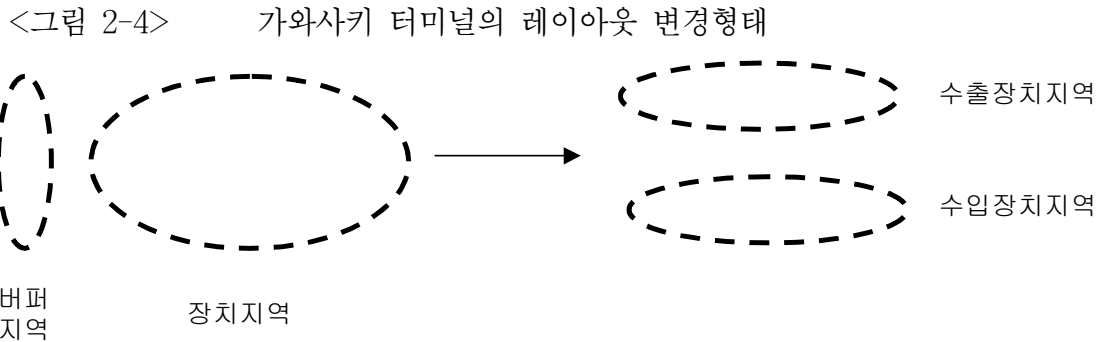 <그림 2-4> 가와사키 터미널의 레이아웃 변경형태
수출장치지역
수입장치지역
버퍼
지역
장치지역